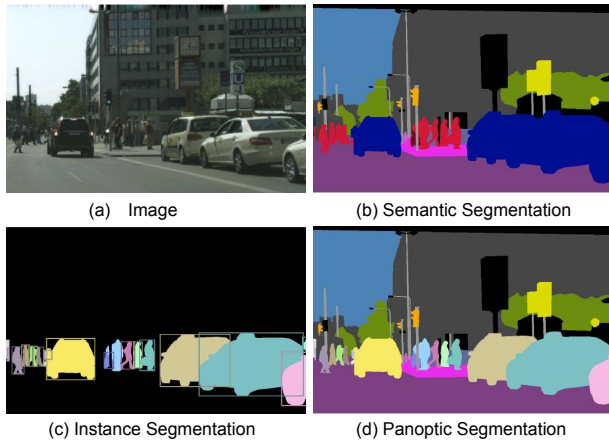 (a) Image
(b) Semantic Segmentation
(c) Instance Segmentation
(d) Panoptic Segmentation